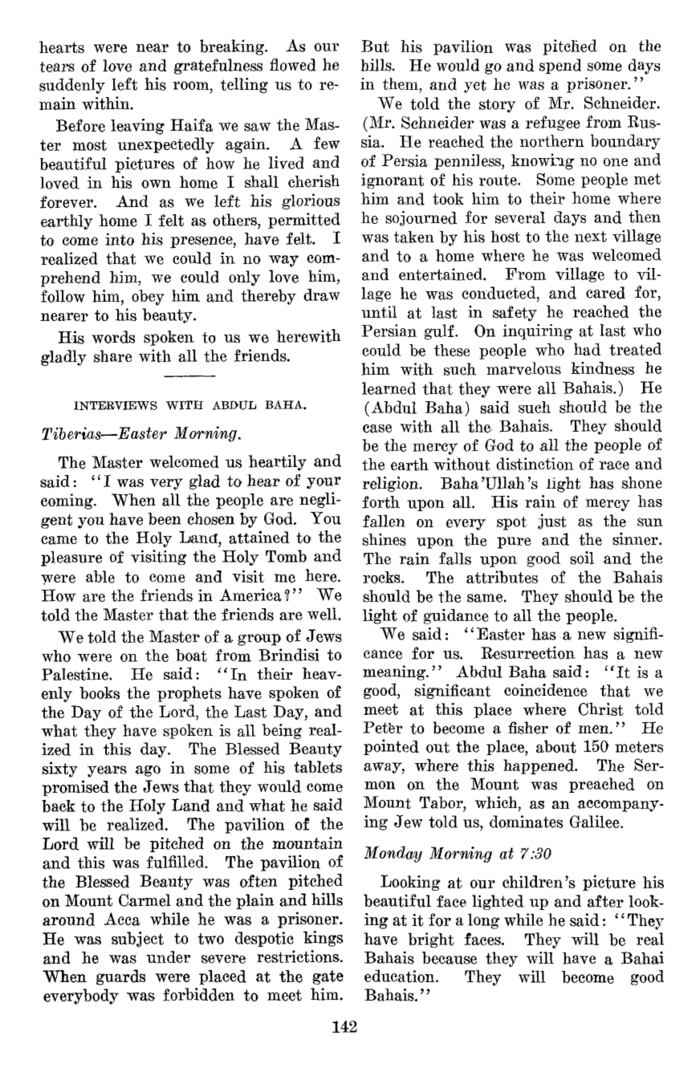 hearts were near to breaking. As our
tears of love and gratefulness flowed he
suddenly left his room, telling us to re-
main within.
Before leaving Haifa we saw the Mas-
ter most unexpectedly again. A few
beautiful pictures of how he lived and
loved in his own home I shall cherish
forever. And as we left his glorious
earthly home I felt as others, permitted
to come into his presence, have felt. I
realized that we could in no way com-
prehend him, we could only love him,
follow him, obey him and thereby draw
nearer to his beauty.
His words spoken to us we herewith
gladly share with all the friends.
INTERVIEWS WITH ABDUL BAHA.
Tiberias—Easter Morning.
The Master welcomed us heartily and
said: "I was very glad to hear of your
coming. When all the people are negli-
gent you have been chosen by God. You
came to the Holy Land, attained to the
pleasure of visiting the Holy Tomb and
were able to come and visit me here.
How are the friends in America?" We
told the Master that the friends are well.
We told the Master of a group of Jews
who were on the boat from Brindisi to
Palestine. He said: "In their heav-
enly books the prophets have spoken of
the Day of the Lord, the Last Day, and
what they have spoken is all being real-
ized in this day. The Blessed Beauty
sixty years ago in some of his tablets
promised the Jews that they would come
back to the Holy Land and what he said
will be realized. The pavilion of the
Lord will be pitched on the mountain
and this was fulfilled. The pavilion of
the Blessed Beauty was often pitched
on Mount Carmel and the plain and hills
around Acca while he was a prisoner.
He was subject to two despotic kings
and he was under severe restrictions.
When guards were placed at the gate
everybody was forbidden to meet him.
But his pavilion was pitched on the
hills. He would go and spend some days
in them, and yet he was a prisoner."
We told the story of Mr. Schneider.
(Mr. Schneider was a refugee from Rus-
sia. He reached the northern boundary
of Persia penniless, knowing no one and
ignorant of his route. Some people met
him and took him to their home where
he sojourned for several days and then
was taken by his host to the next village
and to a home where he was welcomed
and entertained. From village to vil-
lage he was conducted, and cared for,
until at last in safety he reached the
Persian gulf. On inquiring at last who
could be these people who had treated
him with such marvelous kindness he
learned that they were all Bahais.) He
(Abdul Baha) said such should be the
case with all the Bahais. They should
be the mercy of God to all the people of
the earth without distinction of race and
religion. Baha'Ullah's light has shone
forth upon all. His rain of mercy has
fallen on every spot just as the sun
shines upon the pure and the sinner.
The rain falls upon good soil and the
rocks. The attributes of the Bahais
should be the same. They should be the
light of guidance to all the people.
We said: "Easter has a new signifi-
cance for us. Resurrection has a new
meaning." Abdul Baha said: "It is a
good, significant coincidence that we
meet at this place where Christ told
Peter to become a fisher of men." He
pointed out the place, about 150 meters
away, where this happened. The Ser-
mon on the Mount was preached on
Mount Tabor, which, as an accompany-
ing Jew told us, dominates Galilee.
Monday Morning at 7:30
Looking at our children's picture his
beautiful face lighted up and after look-
ing at it for a long while he said: "They
have bright faces. They will be real
Bahais because they will have a Bahai
education. They will become good
Bahais."
142